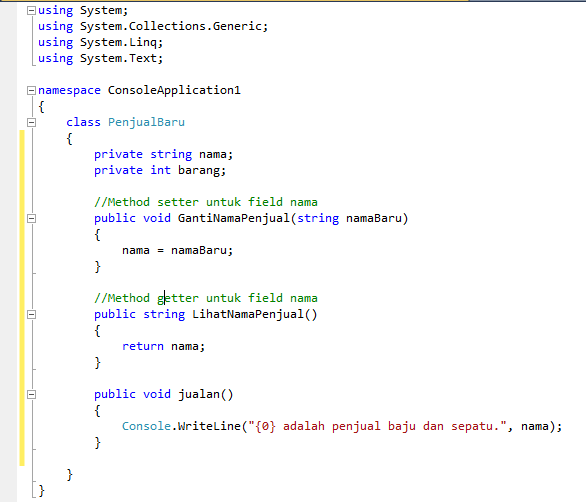 using System;
using System.Collections.Generic;
using System.Linq;
using System.Text;
namespace ConsoleApplication1
{
class PenjualBaru
{
private string nama;
private int barang;
//Method setter untuk field nama
public void GantiNamaPenjual(string namaBaru)
{
nama = namaBaru;
}
//Method getter untuk field nama
public string LihatNamaPenjual()
{
return nama;
}
public void jualan()
{
Console.WriteLine("{0} adalah penjual baju dan sepatu.", nama);
}
}
}